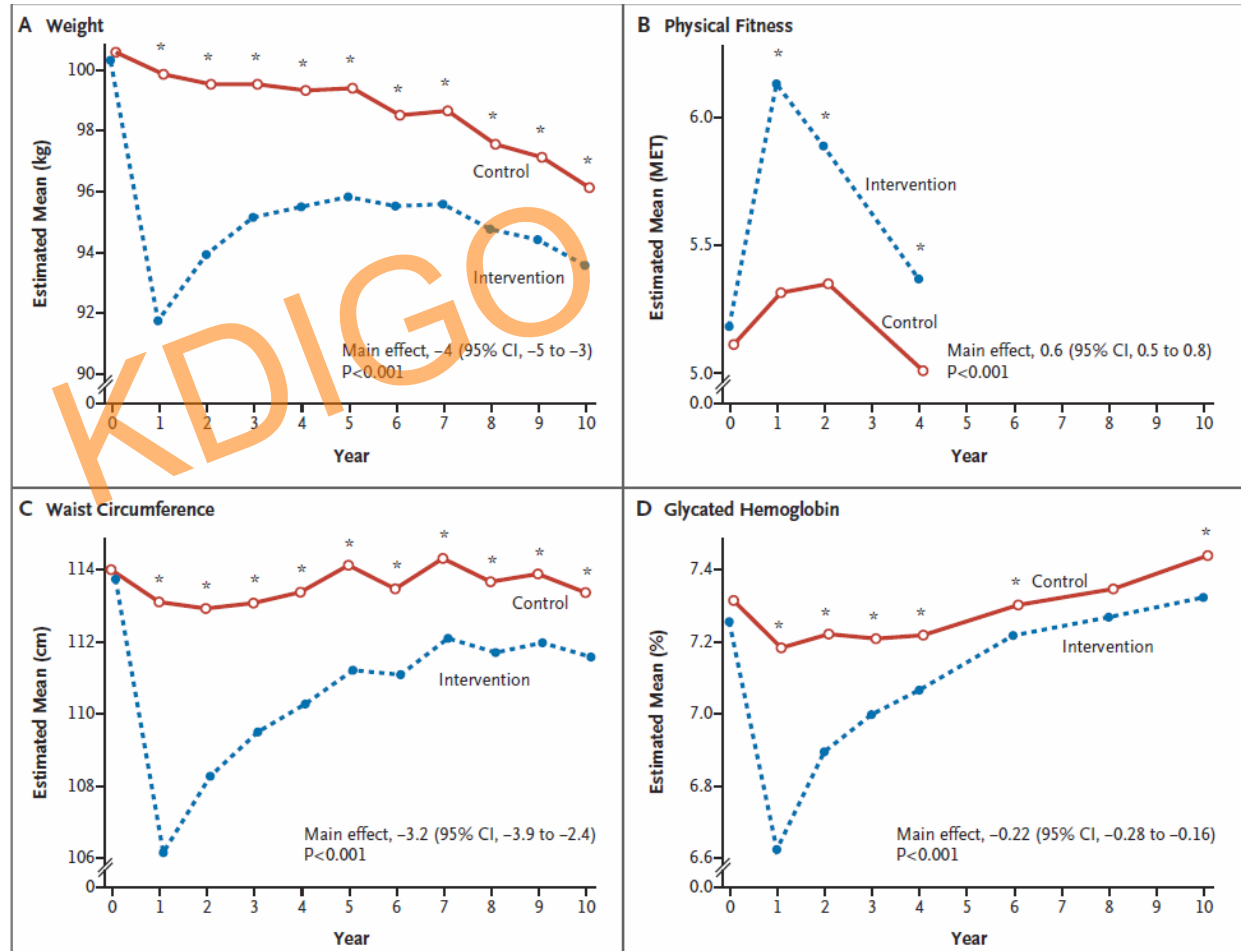 A Weight
*
*
*
*
*
*
*
*
*
*
100
98
96
94
92
90
0
Estimated Mean (kg)
Control
Intervention
Main effect, −4 (95% CI, −5 to −3)
P<0.001
0 1 2 3 4 5 6 7 8 9 10
Year
B Physical Fitness
*
*
*
6.0
5.5
5.0
0.0
Estimated Mean (MET)
Intervention
Control
Main effect, 0.6 (95% CI, 0.5 to 0.8)
P<0.001
0 1 2 3 4 5 6 7 8 9 10
Year
KDIGO
C Waist Circumference
*
*
*
*
*
*
*
*
*
*
114
112
110
108
106
0
Estimated Mean (cm)
Control
Intervention
Main effect, −3.2 (95% CI, −3.9 to −2.4)
P<0.001
0 1 2 3 4 5 6 7 8 9 10
Year
D Glycated Hemoglobin
*
*
*
*
*
*
7.4
7.2
7.0
6.8
6.6
0.0
Estimated Mean (%)
Control
Intervention
Main effect, −0.22 (95% CI, −0.28 to −0.16)
P<0.001
0 1 2 3 4 5 6 7 8 9 10
Year